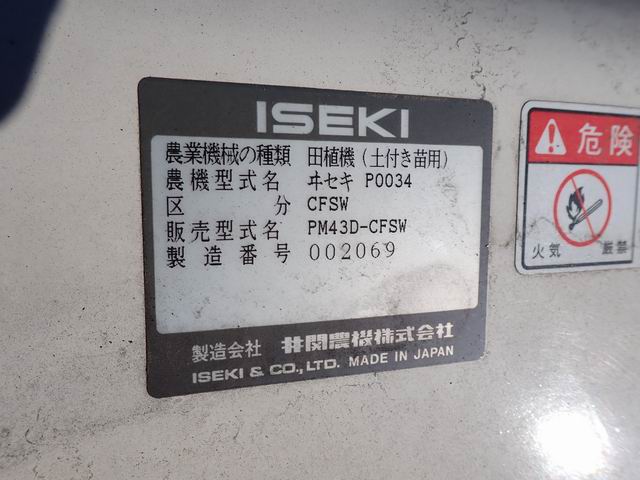 ISEKI
農業機械の種類 田植機(土付き苗用)
農機型式名 ヰセキ P0034
区分 CFSW
販売型式名 PM43D-CFSW
製造番号 002069
製造会社 井関農機株式会社
ISEKI & CO.,LTD. MADE IN JAPAN
危険
火気 厳禁